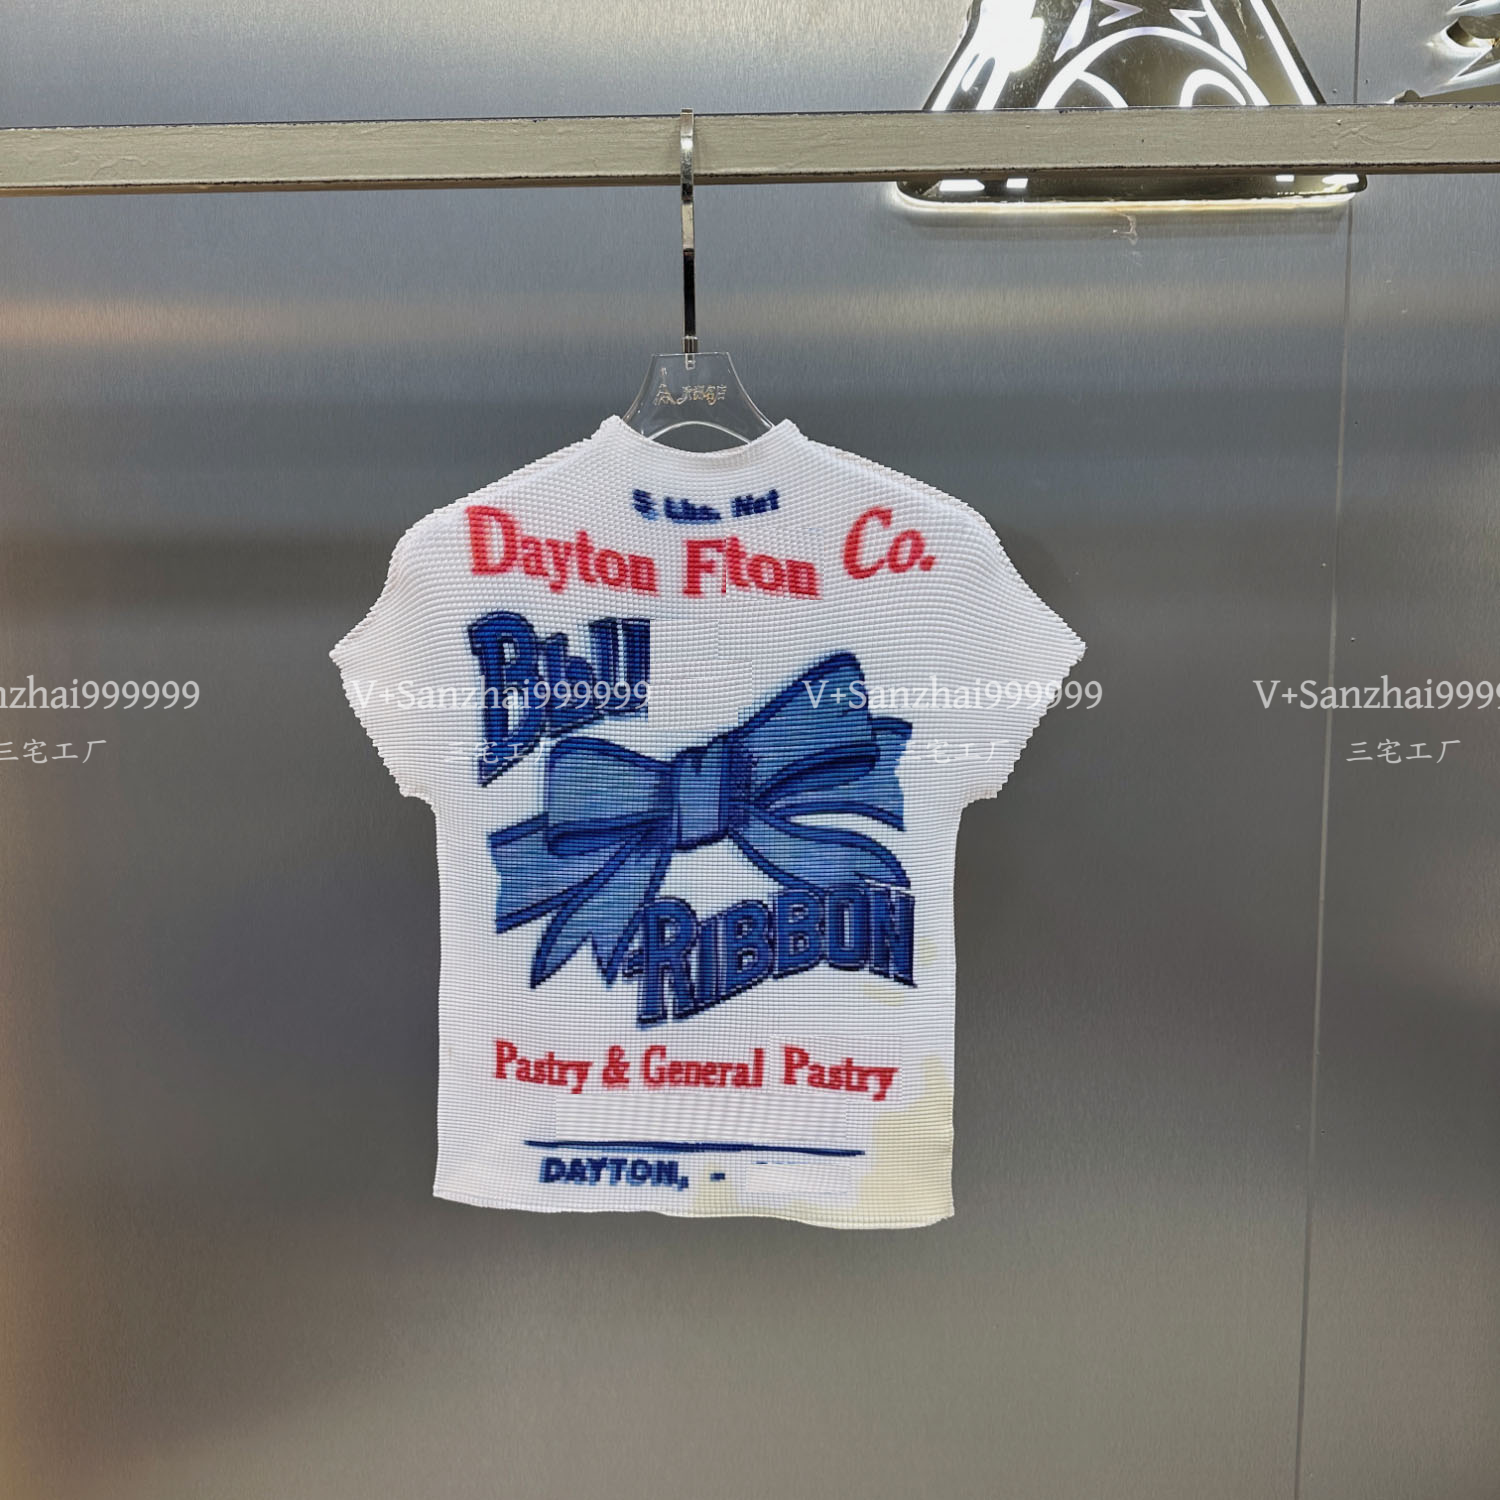 5 Lbs. Net
Dayton Fton Co.
V+Sanzhai999999
三宅工厂
RIBBON
Pastry & General Pastry
DAYTON, -